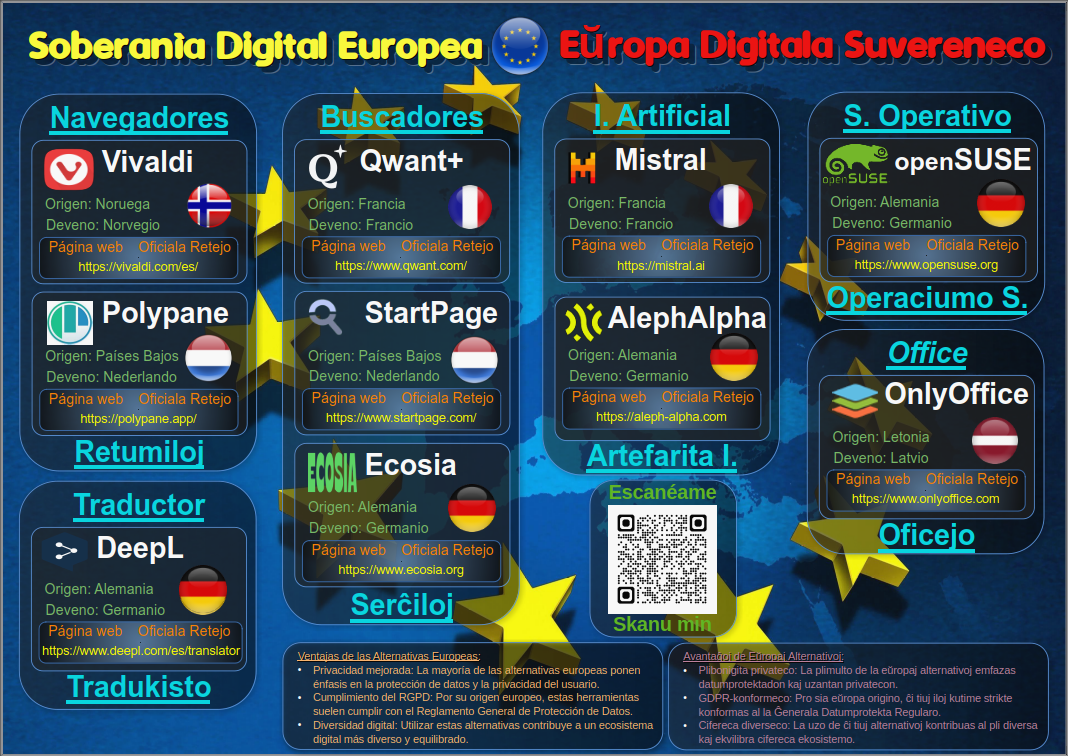 Soberanìa Digital Europea
Eŭropa Digitala Suvereneco
Navegadores
Vivaldi
Origen: Noruega
Deveno: Norvegio
Página web Oficiala Retejo
https://vivaldi.com/es/
Polypane
Origen: Países Bajos
Deveno: Nederlando
Página web Oficiala Retejo
https://polypane.app/
Retumiloj
Traductor
DeepL
Origen: Alemania
Deveno: Germanio
Página web Oficiala Retejo
https://www.deepl.com/es/translator
Tradukisto
Buscadores
Qwant+
Origen: Francia
Deveno: Francio
Página web Oficiala Retejo
https://www.qwant.com/
StartPage
Origen: Países Bajos
Deveno: Nederlando
Página web Oficiala Retejo
https://www.startpage.com/
ECOSIA
Ecosia
Origen: Alemania
Deveno: Germanio
Página web Oficiala Retejo
https://www.ecosia.org
Serĉiloj
I. Artificial
Mistral
Origen: Francia
Deveno: Francio
Página web Oficiala Retejo
https://mistral.ai
AlephAlpha
Origen: Alemania
Deveno: Germanio
Página web Oficiala Retejo
https://aleph-alpha.com
Artefarita I.
Escanéame
Skanu min
S. Operativo
openSUSE
openSUSE
Origen: Alemania
Deveno: Germanio
Página web Oficiala Retejo
https://www.opensuse.org
Operaciumo S.
Office
OnlyOffice
Origen: Letonia
Deveno: Latvio
Página web Oficiala Retejo
https://www.onlyoffice.com
Oficejo
Ventajas de las Alternativas Europeas:
• Privacidad mejorada: La mayoría de las alternativas europeas ponen
énfasis en la protección de datos y la privacidad del usuario.
• Cumplimiento del RGPD: Por su origen europeo, estas herramientas
suelen cumplir con el Reglamento General de Protección de Datos.
• Diversidad digital: Utilizar estas alternativas contribuye a un ecosistema
digital más diverso y equilibrado.
Avantaĝoj de Eŭropaj Alternativoj:
• Plibonigita privateco: La plimulto de la eŭropaj alternativoj emfazas
datumprotektadon kaj uzantan privatecon.
• GDPR-konformeco: Pro sia eŭropa origino, ĉi tiuj iloj kutime strikte
konformas al la Ĝenerala Datumprotekta Regularo.
• Cifereca diverseco: La uzo de ĉi tiuj alternativoj kontribuas al pli diversa
kaj ekvilibra cifereca ekosistemo.